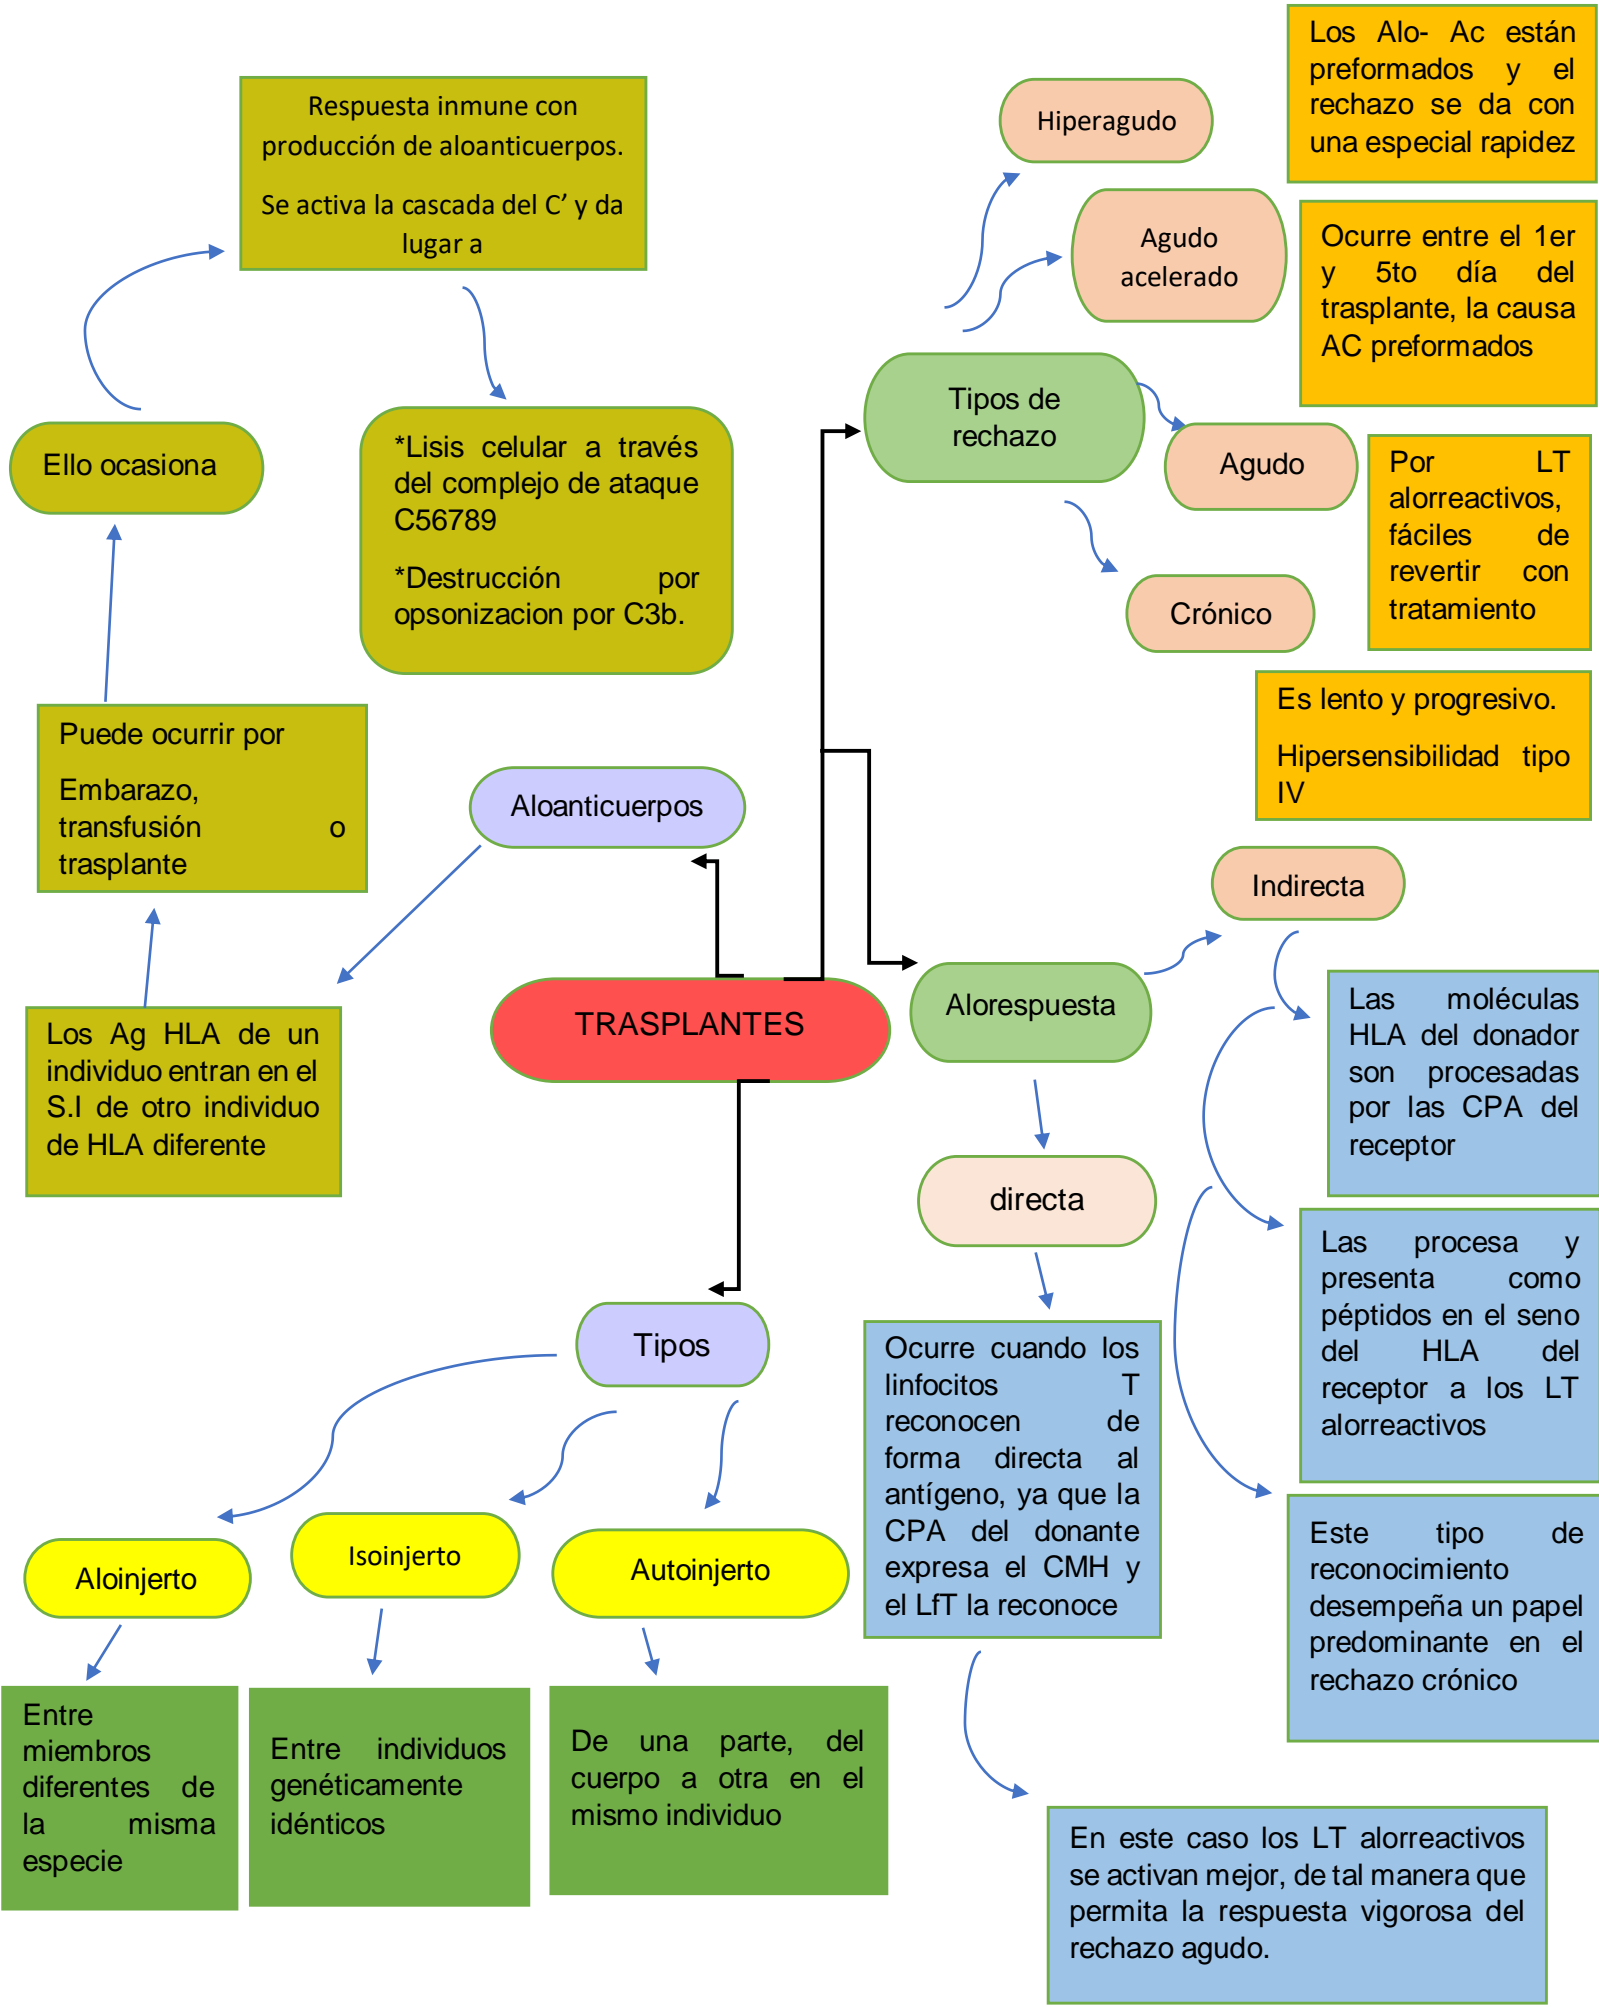 Respuesta inmune con
producción de aloanticuerpos.
Se activa la cascada del C’ y da
lugar a
Ello ocasiona
*Lisis celular a través
del complejo de ataque
C56789
*Destrucción por
opsonizacion por C3b.
Puede ocurrir por
Embarazo,
transfusión o
trasplante
Aloanticuerpos
Los Ag HLA de un
individuo entran en el
S.I de otro individuo
de HLA diferente
TRASPLANTES
Tipos de
rechazo
Hiperagudo
Los Alo- Ac están
preformados y el
rechazo se da con
una especial rapidez
Agudo
acelerado
Ocurre entre el 1er
y 5to día del
trasplante, la causa
AC preformados
Agudo
Por LT
alorreactivos,
fáciles de
revertir con
tratamiento
Crónico
Es lento y progresivo.
Hipersensibilidad tipo
IV
Alorespuesta
Indirecta
Las moléculas
HLA del donador
son procesadas
por las CPA del
receptor
Las procesa y
presenta como
péptidos en el seno
del HLA del
receptor a los LT
alorreactivos
Este tipo de
reconocimiento
desempeña un papel
predominante en el
rechazo crónico
directa
Ocurre cuando los
linfocitos T
reconocen de
forma directa al
antígeno, ya que la
CPA del donante
expresa el CMH y
el LfT la reconoce
En este caso los LT alorreactivos
se activan mejor, de tal manera que
permita la respuesta vigorosa del
rechazo agudo.
Tipos
Aloinjerto
Entre
miembros
diferentes de
la misma
especie
Isoinjerto
Entre individuos
genéticamente
idénticos
Autoinjerto
De una parte, del
cuerpo a otra en el
mismo individuo